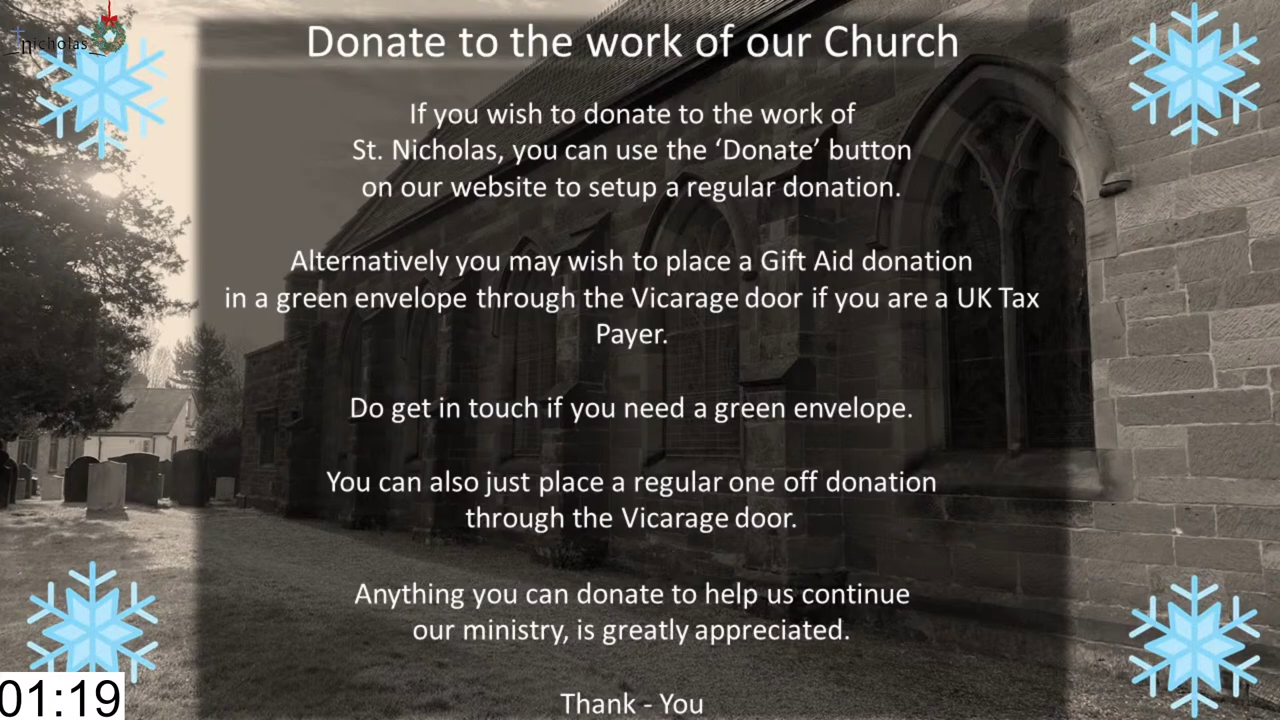 nicholas
Donate to the work of our Church
If you wish to donate to the work of
St. Nicholas, you can use the ‘Donate’ button
on our website to setup a regular donation.
Alternatively you may wish to place a Gift Aid donation
in a green envelope through the Vicarage door if you are a UK Tax
Payer.
Do get in touch if you need a green envelope.
You can also just place a regular one off donation
through the Vicarage door.
Anything you can donate to help us continue
our ministry, is greatly appreciated.
Thank - You
01:19